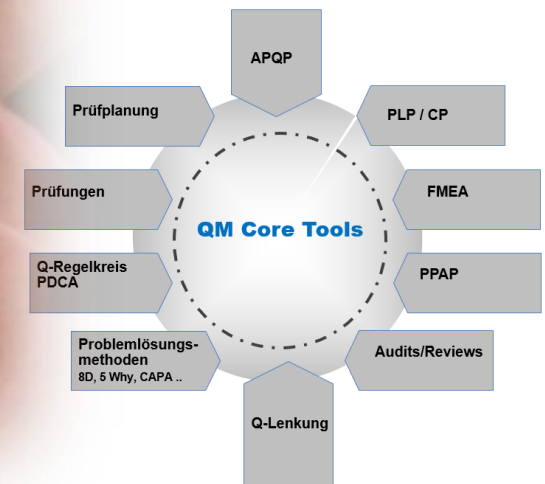 APQP
Prüfplanung
PLP / CP
Prüfungen
FMEA
QM Core Tools
Q-Regelkreis
PDCA
PPAP
Problemlösungs-
methoden
8D, 5 Why, CAPA ..
Audits/Reviews
Q-Lenkung